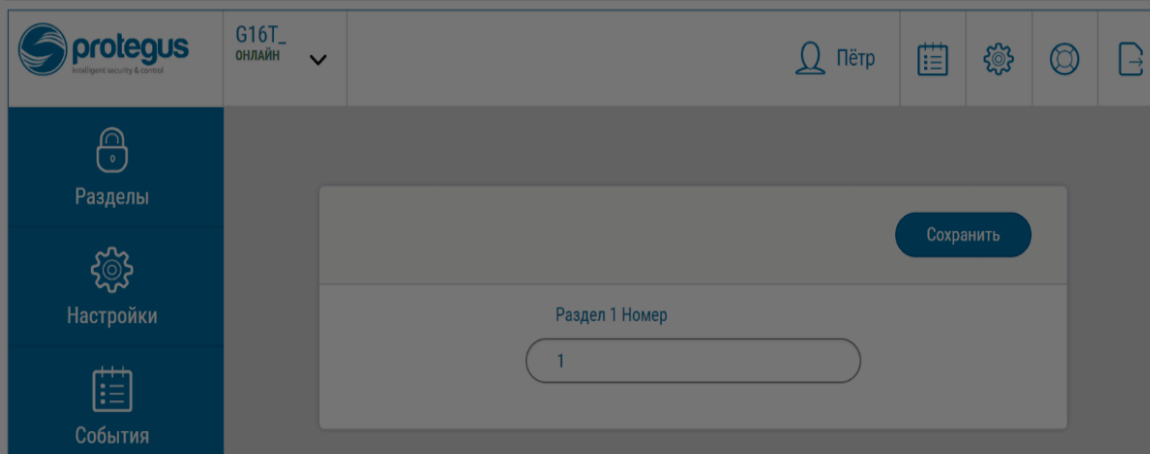 protegus
intelligent security & control
G16T_
ОНЛАЙН
Пётр
Разделы
Сохранить
Настройки
Раздел 1 Номер
1
События